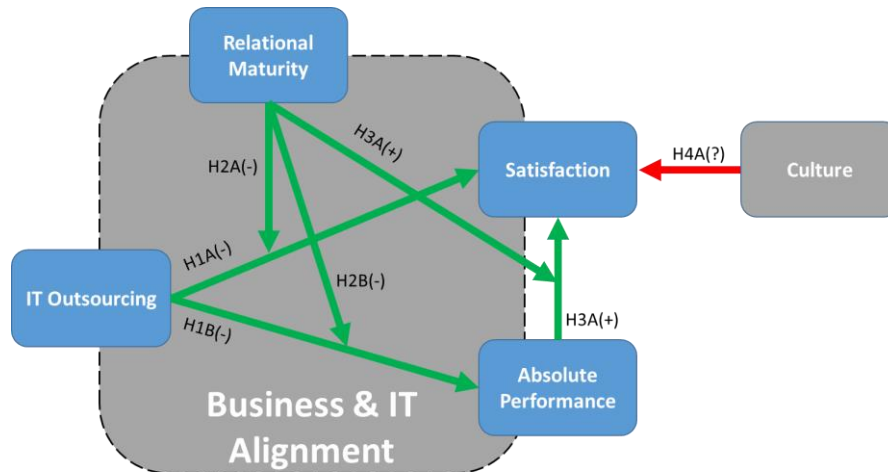 Relational
Maturity
H3A(+)
H2A(-)
Satisfaction
H4A(?)
Culture
H1A(-)
IT Outsourcing
H2B(-)
H1B(-)
H3A(+)
Absolute
Performance
Business & IT
Alignment